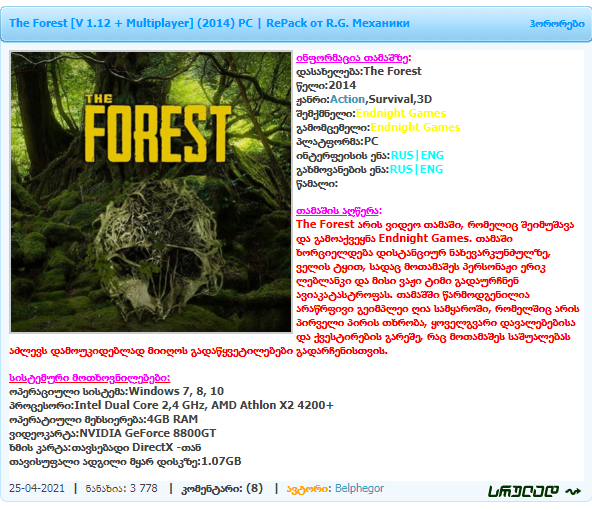 The Forest [V 1.12 + Multiplayer] (2014) PC | RePack от R.G. Механики ჰორორები
THE
FOREST
ინფორმაცია თამაშზე:
დასახელება:The Forest
წელი:2014
ჟანრი:Action,Survival,3D
შემქმნელი:Endnight Games
გამომცემელი:Endnight Games
პლატფორმა:PC
ინტერფეისის ენა:RUS|ENG
გახმოვანების ენა:RUS|ENG
წამალი:
თამაშის აღწერა:
The Forest არის ვიდეო თამაში, რომელიც შეიმუშავა
და გამოაქვეყნა Endnight Games. თამაში
ხორციელდება დისტანციურ ნახევარკუნძულზე,
ველის ტყით, სადაც მოთამაშეს პერსონაჟი ერიკ
ლებლანკი და მისი ვაჟი ტიმი გადაურჩნენ
ავიაკატასტროფას. თამაშში წარმოდგენილია
არაწრფივი გეიმპლეი ღია სამყაროში, რომელშიც არის
პირველი პირის თხრობა, ყოველგვარი დავალებებისა
და ქვესტირების გარეშე, რაც მოთამაშეს საშუალებას
აძლევს დამოუკიდებლად მიიღოს გადაწყვეტილებები გადარჩენისთვის.
სისტემური მოთხოვნილებები:
ოპერაციული სისტემა:Windows 7, 8, 10
პროცესორი:Intel Dual Core 2,4 GHz, AMD Athlon X2 4200+
ოპერატიული მეხსიერება:4GB RAM
ვიდეოკარტა:NVIDIA GeForce 8800GT
ხმის კარტა:თავსებადი DirectX -თან
თავისუფალი ადგილი მყარ დისკზე:1.07GB
25-04-2021 | ნანახია: 3 778 | კომენტარი: (8) | ავტორი: Belphegor სრულად